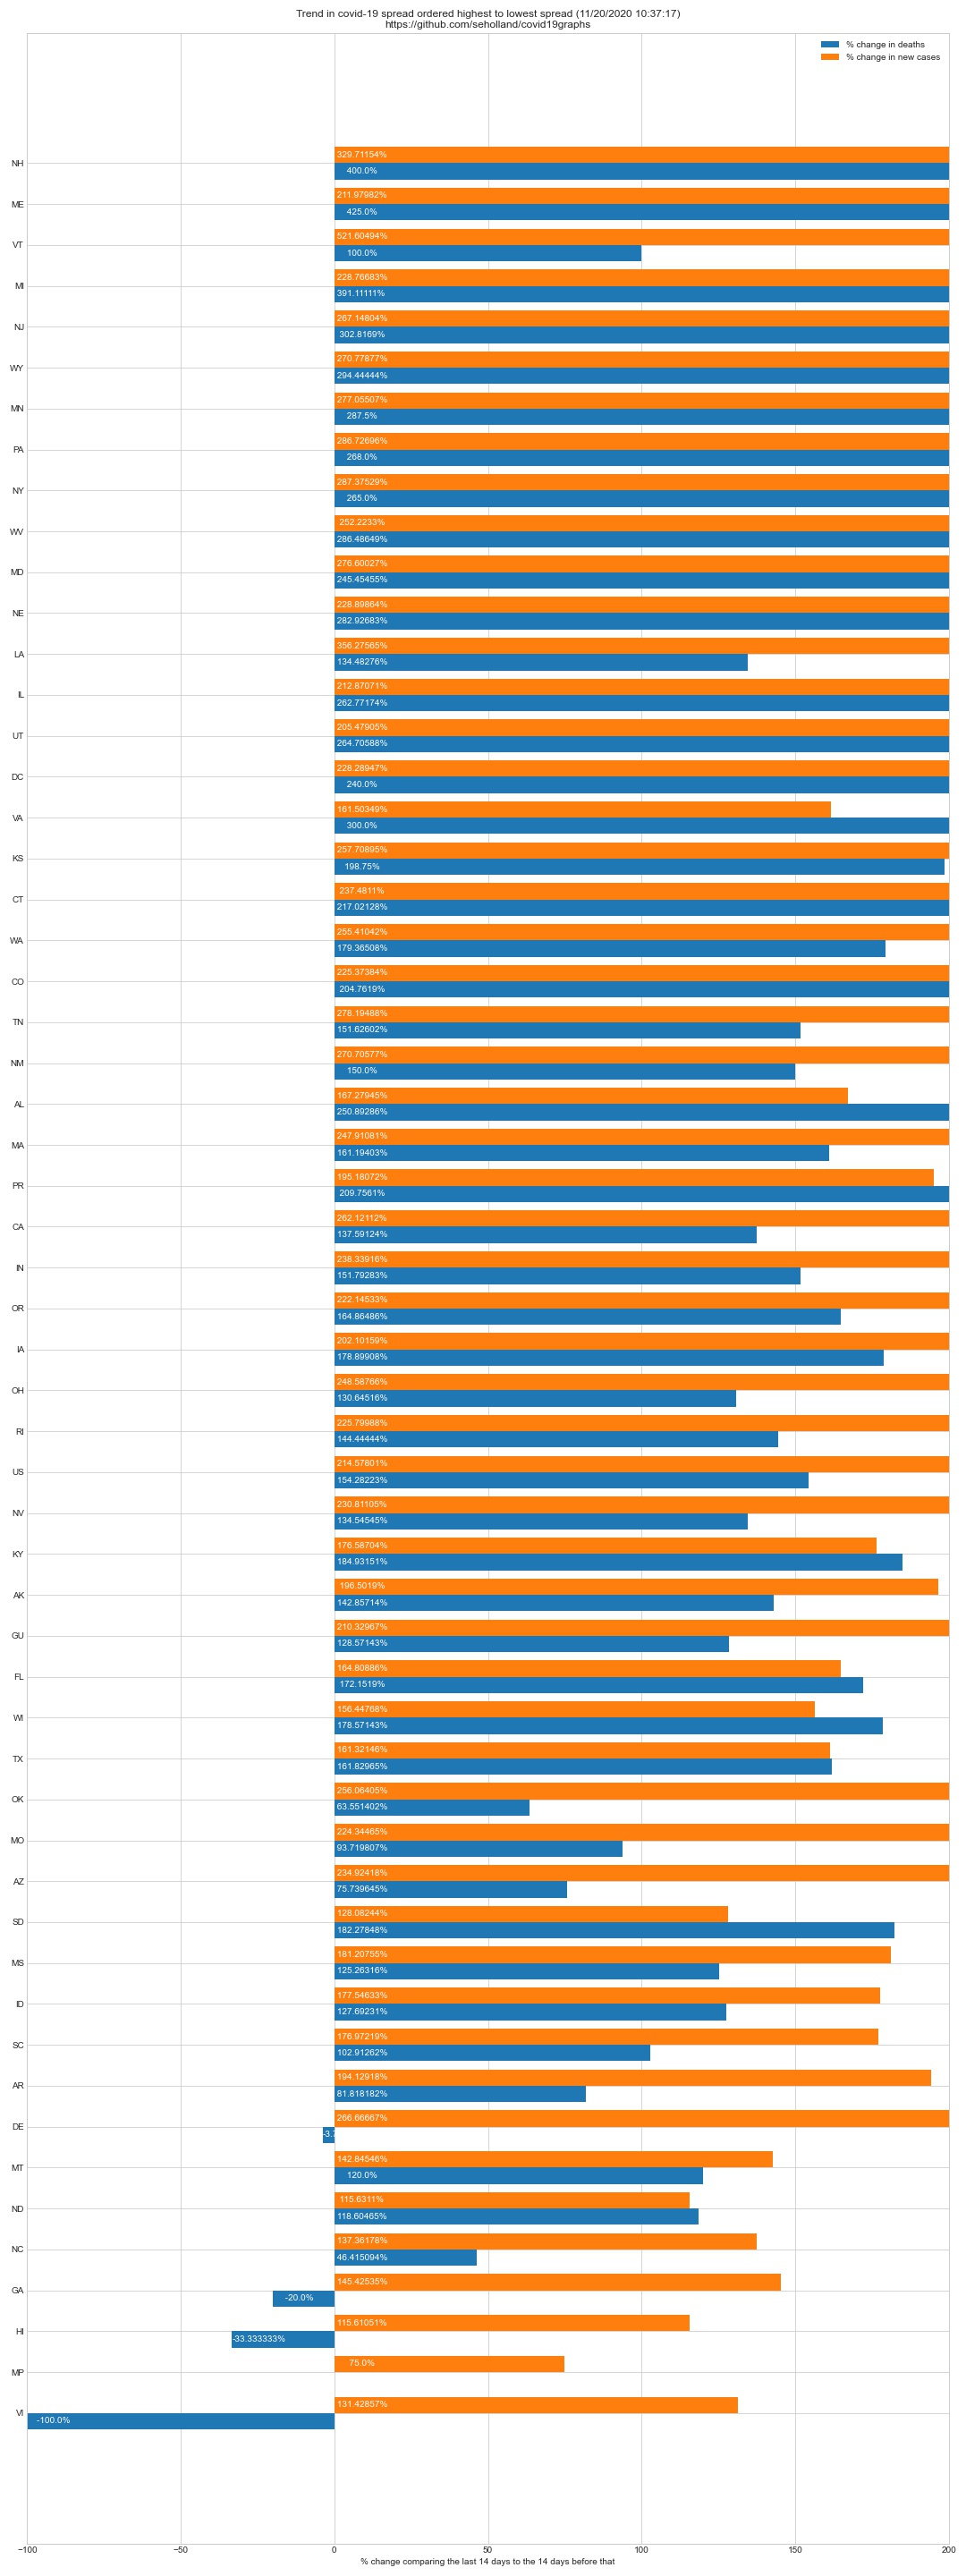 Trend in covid-19 spread ordered highest to lowest spread (11/20/2020 10:37:17)
https://github.com/seholland/covid19graphs
% change in deaths
% change in new cases
NH
329.71154%
400.0%
ME
211.97982%
425.0%
VT
521.60494%
100.0%
MI
228.76683%
391.11111%
NJ
267.14804%
302.8169%
WY
270.77877%
294.44444%
MN
277.05507%
287.5%
PA
286.72696%
268.0%
NY
287.37529%
265.0%
WV
252.2233%
286.48649%
MD
276.60027%
245.45455%
NE
228.89864%
282.92683%
LA
356.27565%
134.48276%
IL
212.87071%
262.77174%
UT
205.47905%
264.70588%
DC
228.28947%
240.0%
VA
161.50349%
300.0%
KS
257.70895%
198.75%
CT
237.4811%
217.02128%
WA
255.41042%
179.36508%
CO
225.37384%
204.7619%
TN
278.19488%
151.62602%
NM
270.70577%
150.0%
AL
167.27945%
250.89286%
MA
247.91081%
161.19403%
PR
195.18072%
209.7561%
CA
262.12112%
137.59124%
IN
238.33916%
151.79283%
OR
222.14533%
164.86486%
IA
202.10159%
178.89908%
OH
248.58766%
130.64516%
RI
225.79988%
144.44444%
US
214.57801%
154.28223%
NV
230.81105%
134.54545%
KY
176.58704%
184.93151%
AK
196.5019%
142.85714%
GU
210.32967%
128.57143%
FL
164.80886%
172.1519%
WI
156.44768%
178.57143%
TX
161.32146%
161.82965%
OK
256.06405%
63.551402%
MO
224.34465%
93.719807%
AZ
234.92418%
75.739645%
SD
128.08244%
182.27848%
MS
181.20755%
125.26316%
ID
177.54633%
127.69231%
SC
176.97219%
102.91262%
AR
194.12918%
81.818182%
DE
266.66667%
MT
142.84546%
120.0%
ND
115.6311%
118.60465%
NC
137.36178%
46.415094%
GA
145.42535%
-20.0%
HI
115.61051%
-33.333333%
MP
75.0%
VI
131.42857%
-100.0%
−100 −50 0 50 100 150 200
% change comparing the last 14 days to the 14 days before that